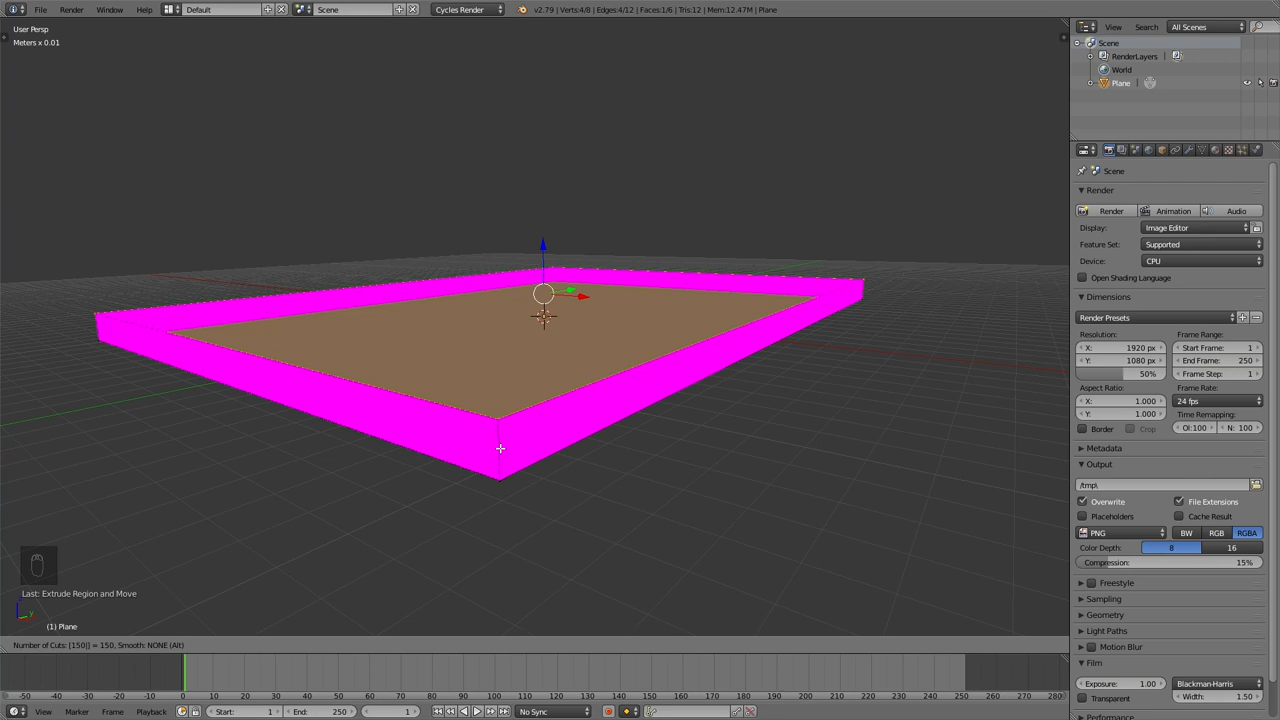 File Render Window Help Default Scene Cycles Render v2.79 | Verts:4/8 | Edges:4/12 | Faces:1/6 | Tris:12 | Mem:12.47M | Plane
User Persp
Meters x 0.01
Last: Extrude Region and Move
(1) Plane
Number of Cuts: [150|] = 150, Smooth: NONE (Alt)
-50 -40 -30 -20 -10 0 10 20 30 40 50 60 70 80 90 100 110 120 130 140 150 160 170 180 190 200 210 220 230 240 250 260 270 280
View Marker Frame Playback Start: 1 End: 250 1 No Sync
View Search All Scenes
Scene
RenderLayers |
World
Plane |
Scene
Render
Render Animation Audio
Display: Image Editor
Feature Set: Supported
Device: CPU
Open Shading Language
Dimensions
Render Presets
Resolution: Frame Range:
X: 1920 px Start Frame: 1
Y: 1080 px End Frame: 250
50% Frame Step: 1
Aspect Ratio: Frame Rate:
X: 1.000 24 fps
Y: 1.000 Time Remapping:
Border Crop Ol:100 N: 100
Metadata
Output
/tmp\
Overwrite File Extensions
Placeholders Cache Result
PNG BW RGB RGBA
Color Depth: 8 16
Compression: 15%
Freestyle
Sampling
Geometry
Light Paths
Motion Blur
Film
Exposure: 1.00 Blackman-Harris
Transparent Width: 1.50
Performance